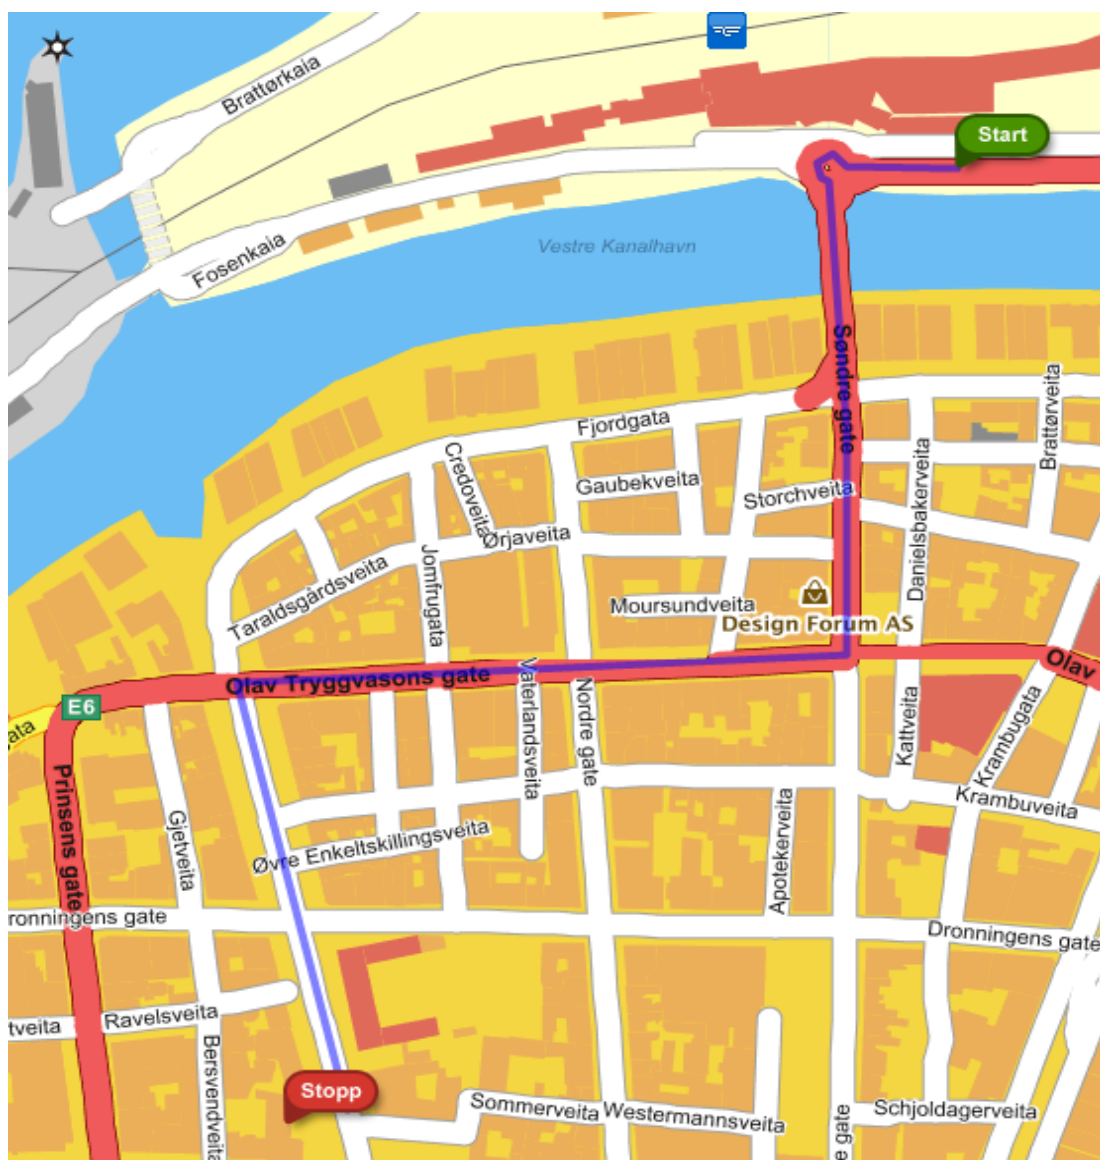 Brattørkaia
Start
Fosenkaia
Vestre Kanalhavn
Søndre gate
Fjordgata
Brattørveita
Credoveita
Gaubekveita
Storchveita
Danielsbakerveita
Ørjaveita
Jomfrugata
Taraldsgårdsveita
Moursundveita
Design Forum AS
Olav Tryggvasons gate
Olav
E6
gata
Vaterlandsveita
Nordre gate
Kattveita
Krambugata
Prinsens gate
Krambuveita
Gjetveita
Øvre Enkeltskillingsveita
Apotekerveita
ronningens gate
Dronningens gate
tveita
Ravelsveita
Bersvendveita
Stopp
Sommerveita
Westermannsveita
Schjoldagerveita
e gate